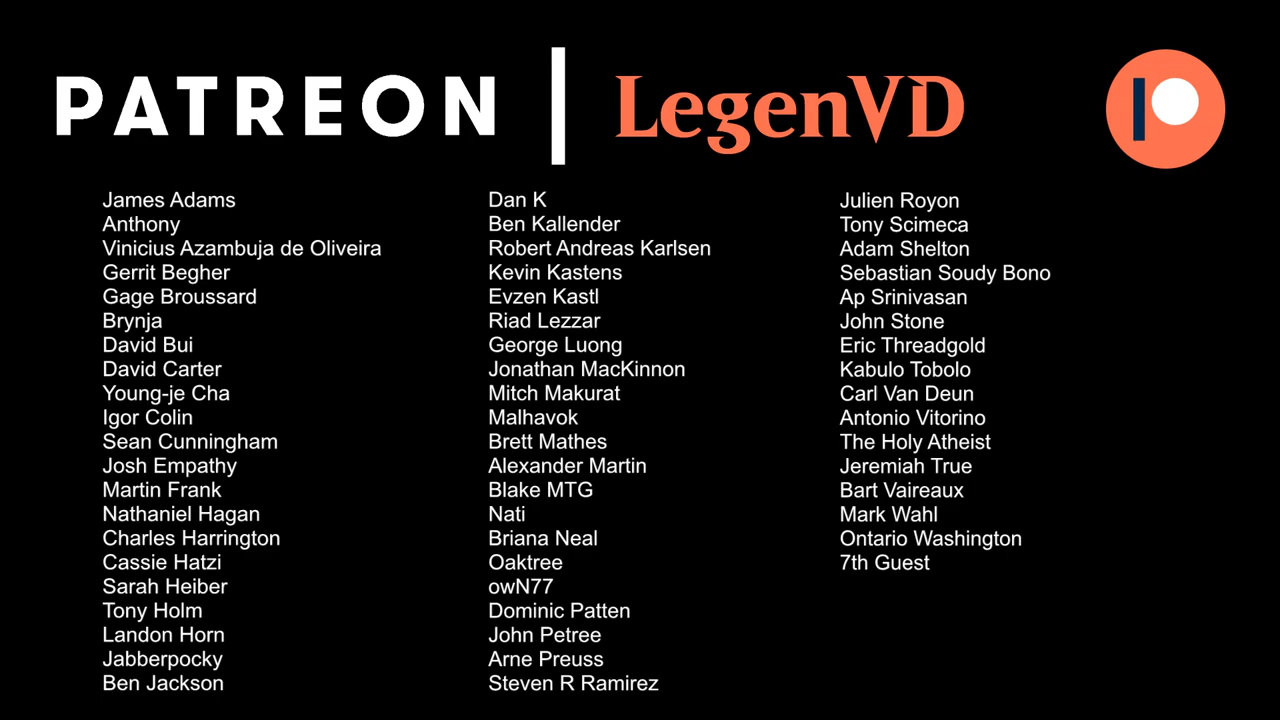 PATREON | LegenVD
James Adams
Anthony
Vinicius Azambuja de Oliveira
Gerrit Begher
Gage Broussard
Brynja
David Bui
David Carter
Young-je Cha
Igor Colin
Sean Cunningham
Josh Empathy
Martin Frank
Nathaniel Hagan
Charles Harrington
Cassie Hatzi
Sarah Heiber
Tony Holm
Landon Horn
Jabberpocky
Ben Jackson
Dan K
Ben Kallender
Robert Andreas Karlsen
Kevin Kastens
Evzen Kastl
Riad Lezzar
George Luong
Jonathan MacKinnon
Mitch Makurat
Malhavok
Brett Mathes
Alexander Martin
Blake MTG
Nati
Briana Neal
Oaktree
owN77
Dominic Patten
John Petree
Arne Preuss
Steven R Ramirez
Julien Royon
Tony Scimeca
Adam Shelton
Sebastian Soudy Bono
Ap Srinivasan
John Stone
Eric Threadgold
Kabulo Tobolo
Carl Van Deun
Antonio Vitorino
The Holy Atheist
Jeremiah True
Bart Vaireaux
Mark Wahl
Ontario Washington
7th Guest